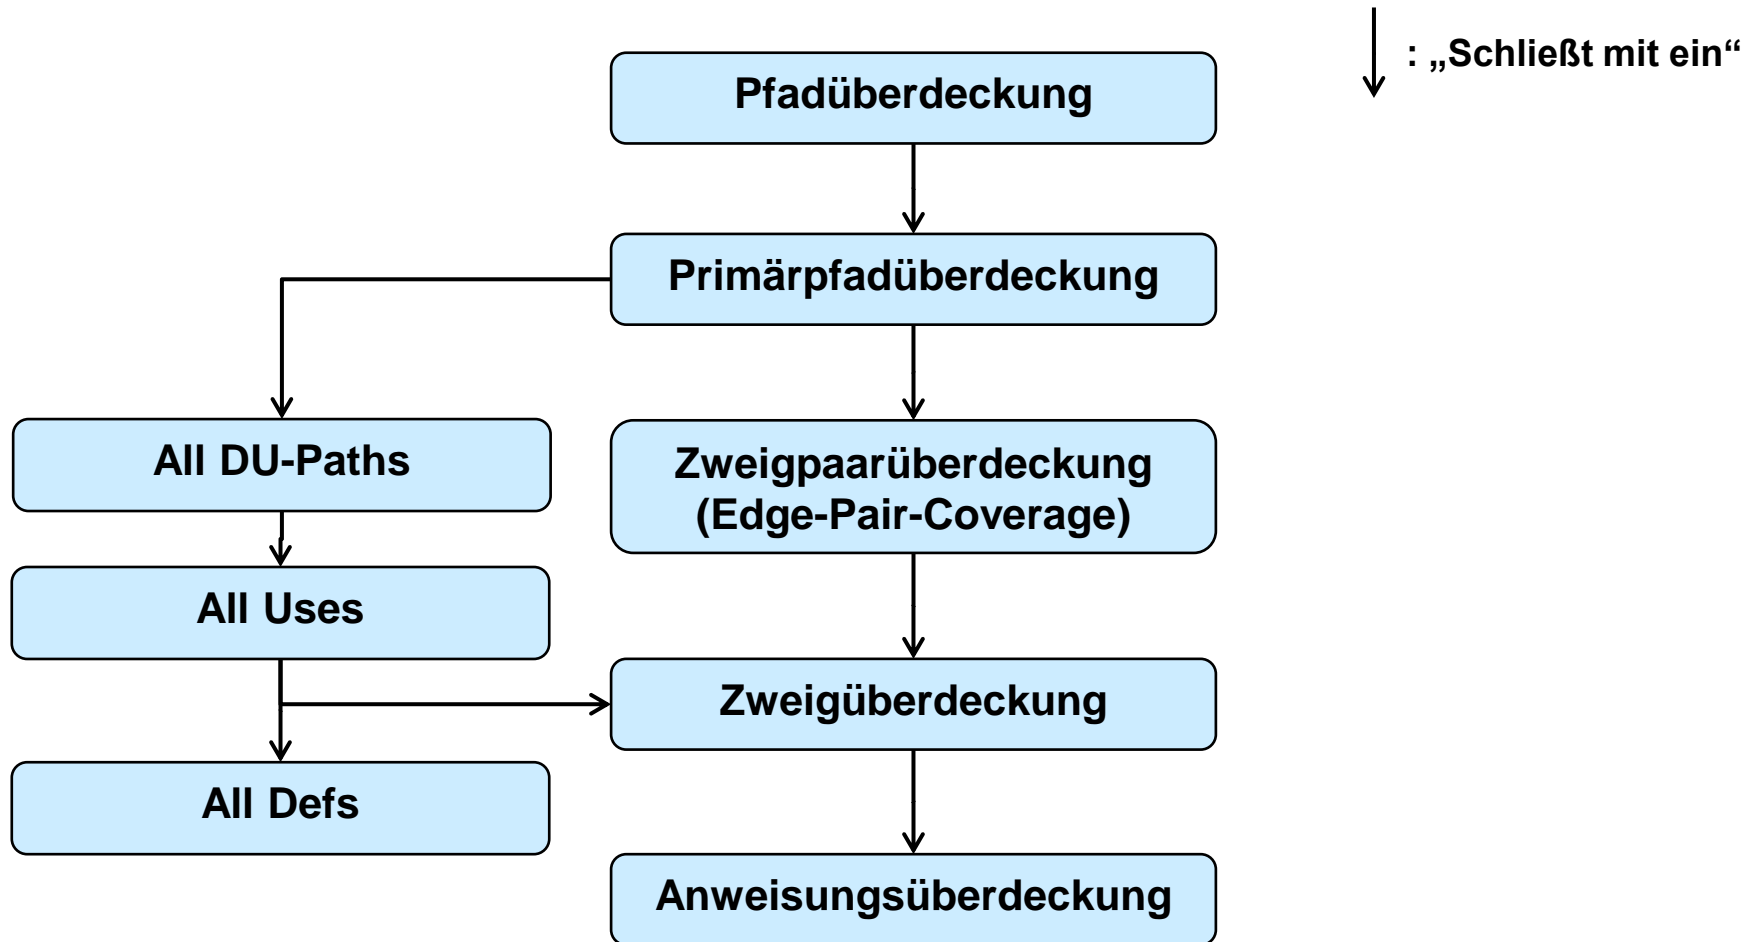 : „Schließt mit ein“
Pfadüberdeckung
Primärpfadüberdeckung
All DU-Paths
Zweigpaarüberdeckung
(Edge-Pair-Coverage)
All Uses
Zweigüberdeckung
All Defs
Anweisungsüberdeckung